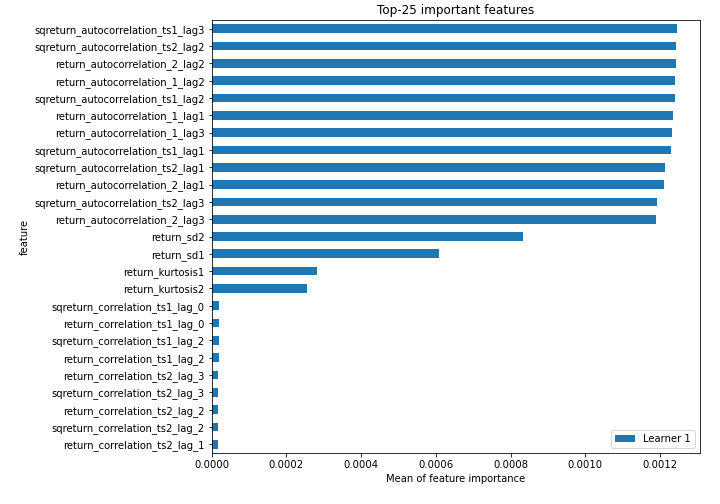 Top-25 important features
sqreturn_autocorrelation_ts1_lag3
sqreturn_autocorrelation_ts2_lag2
return_autocorrelation_2_lag2
return_autocorrelation_1_lag2
sqreturn_autocorrelation_ts1_lag2
return_autocorrelation_1_lag1
return_autocorrelation_1_lag3
sqreturn_autocorrelation_ts1_lag1
sqreturn_autocorrelation_ts2_lag1
return_autocorrelation_2_lag1
sqreturn_autocorrelation_ts2_lag3
return_autocorrelation_2_lag3
return_sd2
return_sd1
return_kurtosis1
return_kurtosis2
sqreturn_correlation_ts1_lag_0
return_correlation_ts1_lag_0
sqreturn_correlation_ts1_lag_2
return_correlation_ts1_lag_2
return_correlation_ts2_lag_3
sqreturn_correlation_ts2_lag_3
return_correlation_ts2_lag_2
sqreturn_correlation_ts2_lag_2
return_correlation_ts2_lag_1
feature
Learner 1
0.0000 0.0002 0.0004 0.0006 0.0008 0.0010 0.0012
Mean of feature importance